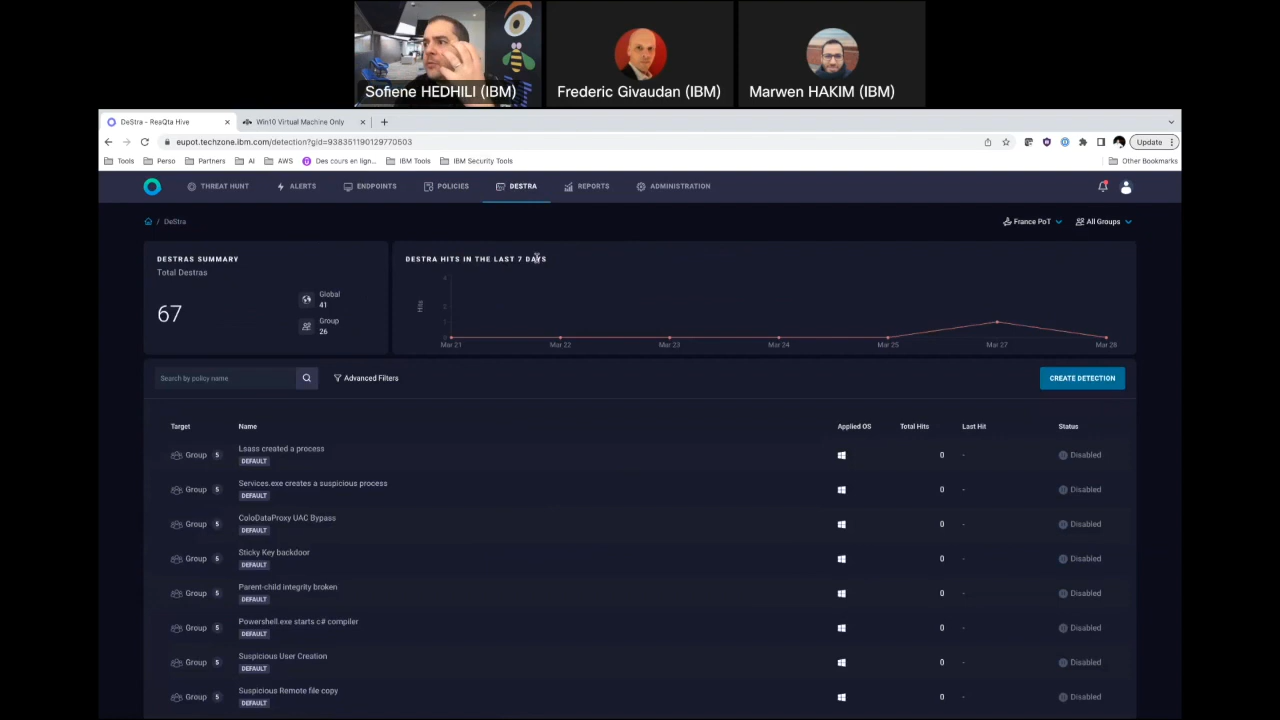 Sofiene HEDHILI (IBM) Frederic Givaudan (IBM) Marwen HAKIM (IBM)
DeStra - ReaQta Hive Win10 Virtual Machine Only
eupot.techzone.ibm.com/detection?gId=938351190129770503 Update
Tools Perso Partners AI AWS Des cours en lign... IBM Tools IBM Security Tools Other Bookmarks
THREAT HUNT ALERTS ENDPOINTS POLICIES DESTRA REPORTS ADMINISTRATION
/ DeStra France PoT All Groups
DESTRAS SUMMARY
Total Destras
67
Global
41
Group
26
DESTRA HITS IN THE LAST 7 DAYS
Hits
4
2
1
0
Mar 21 Mar 22 Mar 23 Mar 24 Mar 25 Mar 27 Mar 28
Search by policy name Advanced Filters CREATE DETECTION
Target Name Applied OS Total Hits Last Hit Status
Group 5 Lsass created a process 0 - Disabled
DEFAULT
Group 5 Services.exe creates a suspicious process 0 - Disabled
DEFAULT
Group 5 ColoDataProxy UAC Bypass 0 - Disabled
DEFAULT
Group 5 Sticky Key backdoor 0 - Disabled
DEFAULT
Group 5 Parent-child integrity broken 0 - Disabled
DEFAULT
Group 5 Powershell.exe starts c# compiler 0 - Disabled
DEFAULT
Group 5 Suspicious User Creation 0 - Disabled
DEFAULT
Group 5 Suspicious Remote file copy 0 - Disabled
DEFAULT